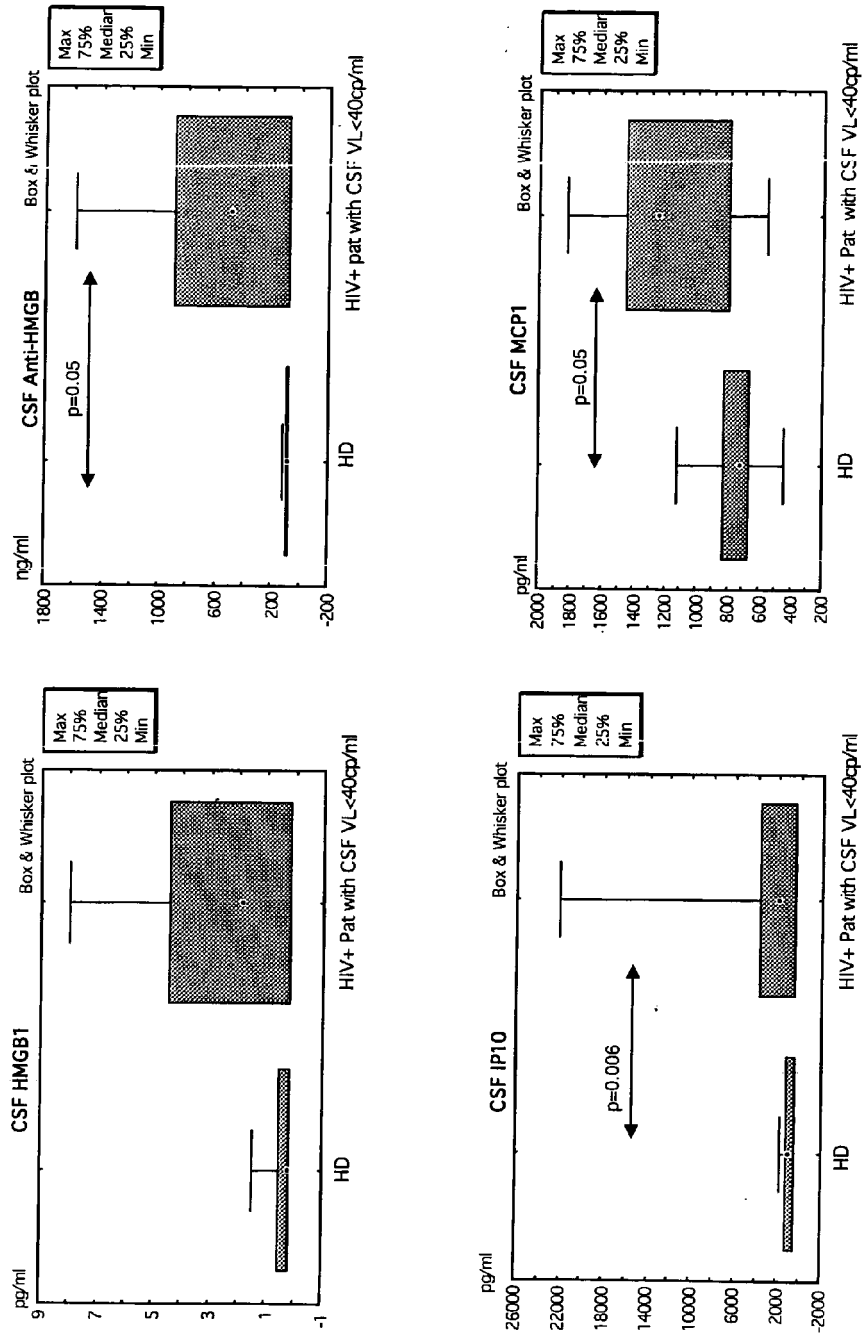 CSF HMGB1
Box & Whisker plot
pg/ml
9
7
5
3
1
-1
HD
HIV+ Pat with CSF VL<40cp/ml
Max
75%
Median
25%
Min
CSF Anti-HMGB
Box & Whisker plot
ng/ml
1800
1400
1000
600
200
-200
p=0.05
HD
HIV+ pat with CSF VL<40cp/ml
Max
75%
Median
25%
Min
CSF IP10
Box & Whisker plot
pg/ml
26000
22000
18000
14000
10000
6000
2000
-2000
p=0.006
HD
HIV+ Pat with CSF VL<40cp/ml
Max
75%
Median
25%
Min
CSF MCP1
Box & Whisker plot
pg/ml
2000
1800
1600
1400
1200
1000
800
600
400
200
p=0.05
HD
HIV+ Pat with CSF VL<40cp/ml
Max
75%
Median
25%
Min